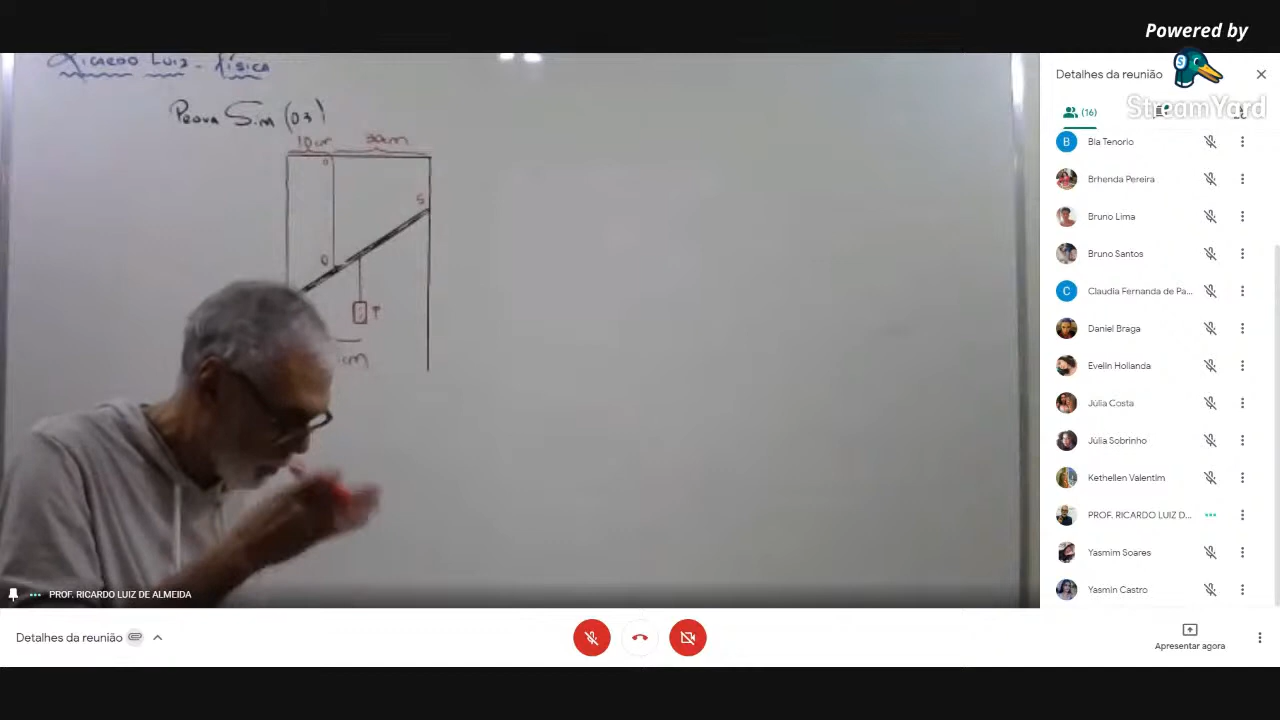 Powered by
StreamYard
RICARDO LUIZ - FÍSICA
PROVA SIM (03)
10cm
30cm
S
Q
P
cm
PROF. RICARDO LUIZ DE ALMEIDA
Detalhes da reunião
(16)
Bia Tenorio
Brhenda Pereira
Bruno Lima
Bruno Santos
Claudia Fernanda de Pa...
Daniel Braga
Evelin Hollanda
Júlia Costa
Júlia Sobrinho
Kethellen Valentim
PROF. RICARDO LUIZ D...
Yasmim Soares
Yasmin Castro
Detalhes da reunião
Apresentar agora